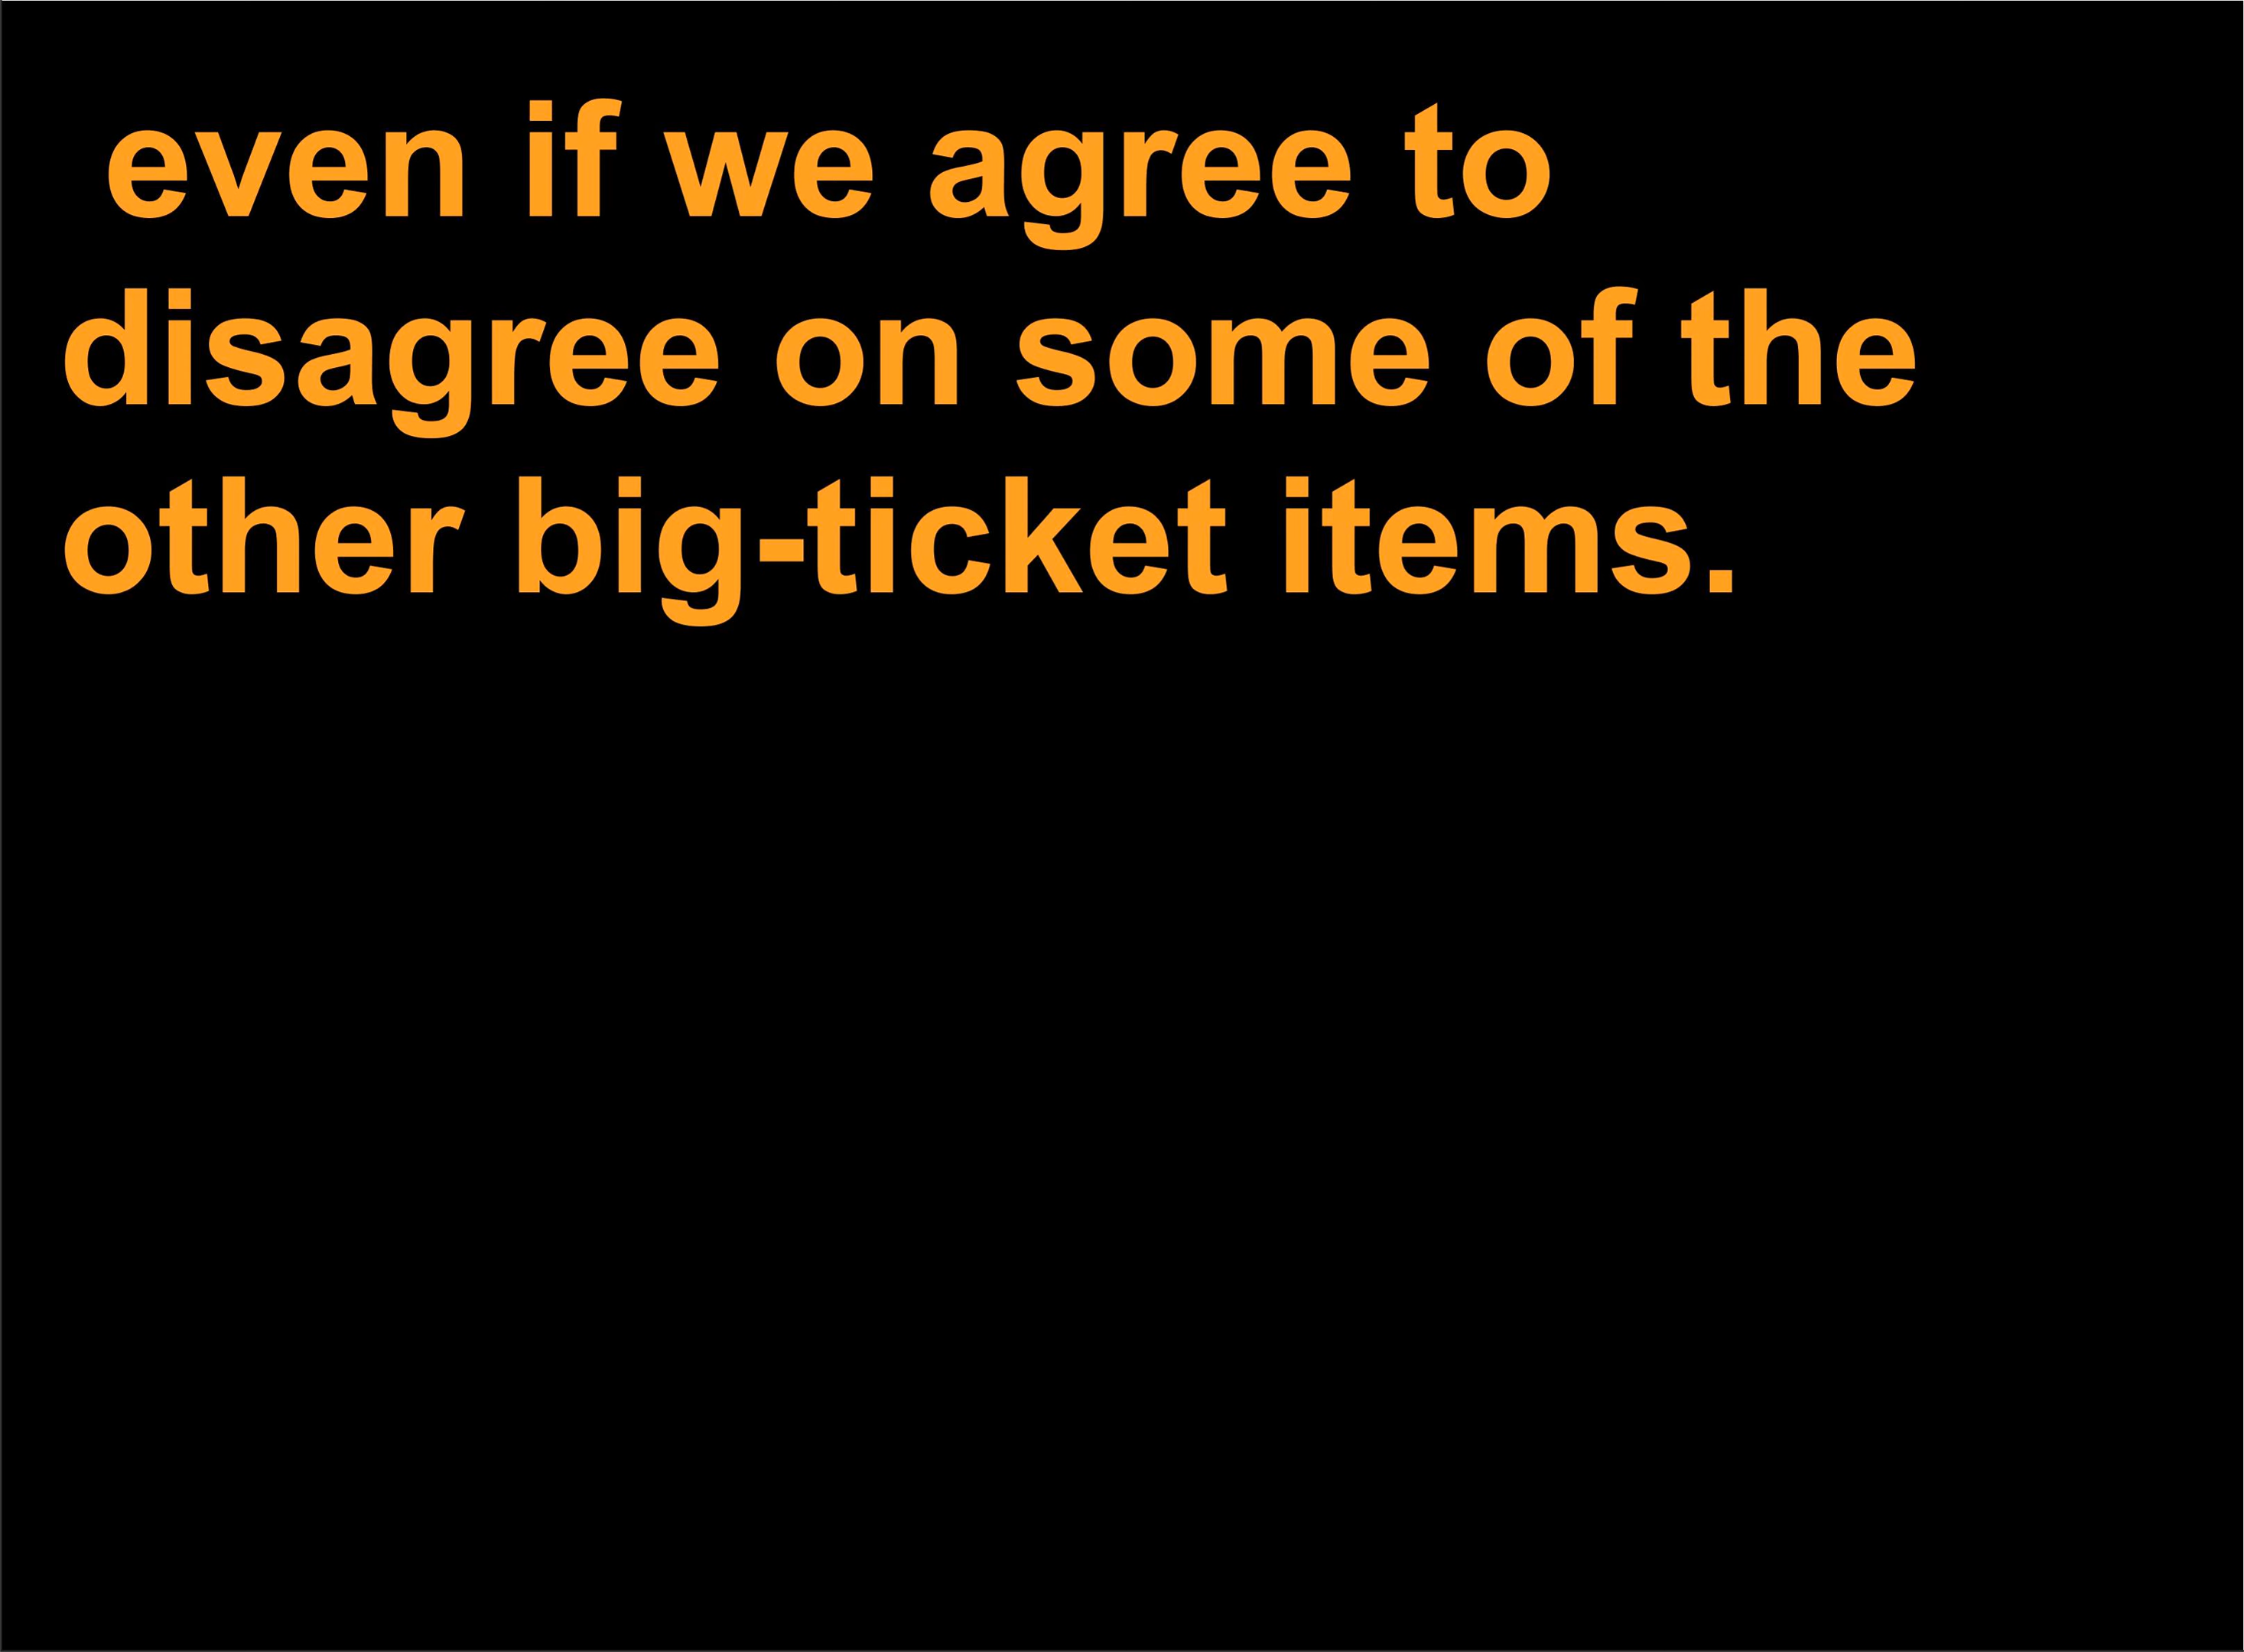 even if we agree to
disagree on some of the
other big-ticket items.